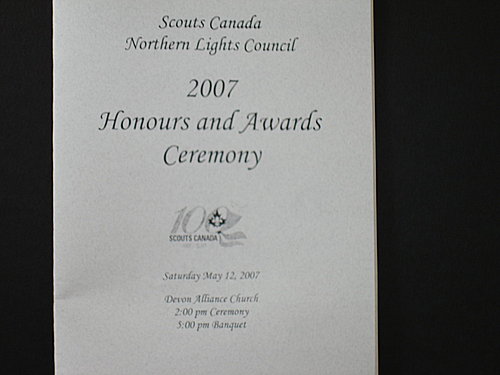 Scouts Canada
Northern Lights Council
2007
Honours and Awards
Ceremony
100
SCOUTS CANADA
Saturday May 12, 2007
Devon Alliance Church
2:00 pm Ceremony
5:00 pm Banquet